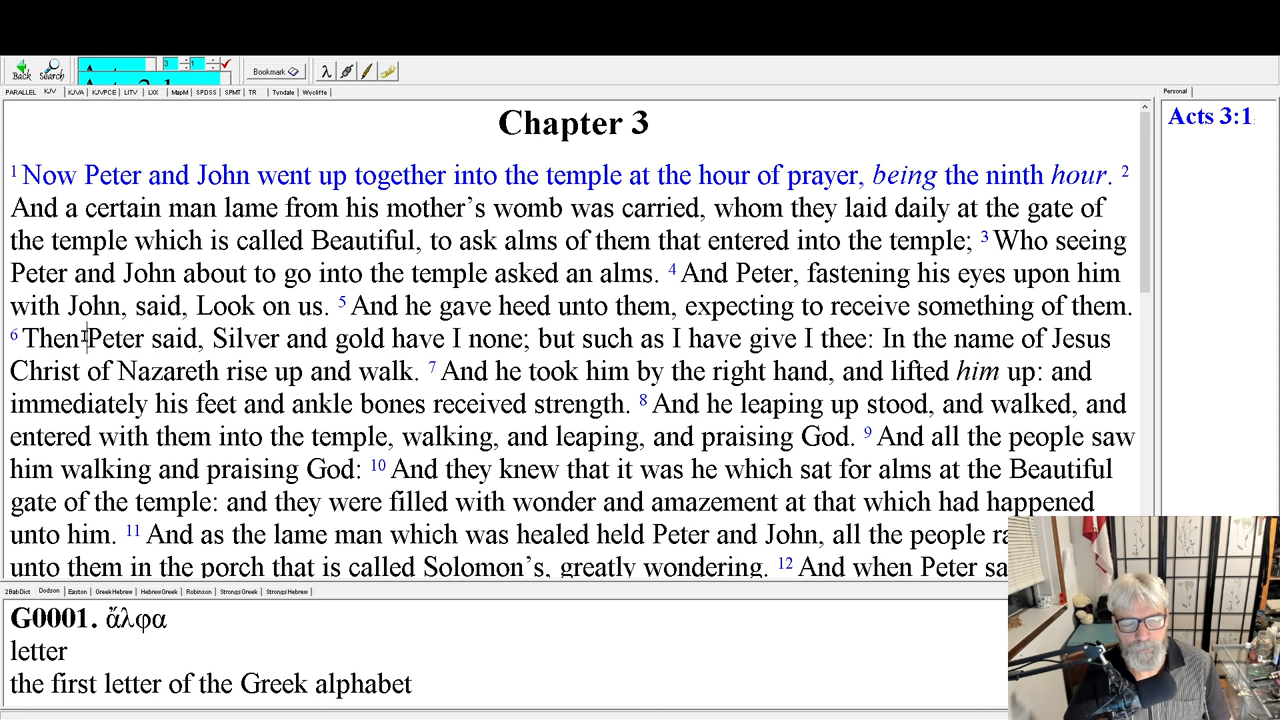 Back
Search
3
1
Bookmark
λ
PARALLEL KJV KJVA KJVPCE LITV LXX MapM SPDSS SPMT TR Tyndale Wycliffe
Personal
Acts 3:1
Chapter 3
1 Now Peter and John went up together into the temple at the hour of prayer, being the ninth hour. 2
And a certain man lame from his mother’s womb was carried, whom they laid daily at the gate of
the temple which is called Beautiful, to ask alms of them that entered into the temple; 3 Who seeing
Peter and John about to go into the temple asked an alms. 4 And Peter, fastening his eyes upon him
with John, said, Look on us. 5 And he gave heed unto them, expecting to receive something of them.
6 Then Peter said, Silver and gold have I none; but such as I have give I thee: In the name of Jesus
Christ of Nazareth rise up and walk. 7 And he took him by the right hand, and lifted him up: and
immediately his feet and ankle bones received strength. 8 And he leaping up stood, and walked, and
entered with them into the temple, walking, and leaping, and praising God. 9 And all the people saw
him walking and praising God: 10 And they knew that it was he which sat for alms at the Beautiful
gate of the temple: and they were filled with wonder and amazement at that which had happened
unto him. 11 And as the lame man which was healed held Peter and John, all the people ra
unto them in the porch that is called Solomon’s, greatly wondering. 12 And when Peter sa
2BabDict Dodson Easton GreekHebrew HebrewGreek Robinson StrongsGreek StrongsHebrew
G0001. ἄλφα
letter
the first letter of the Greek alphabet